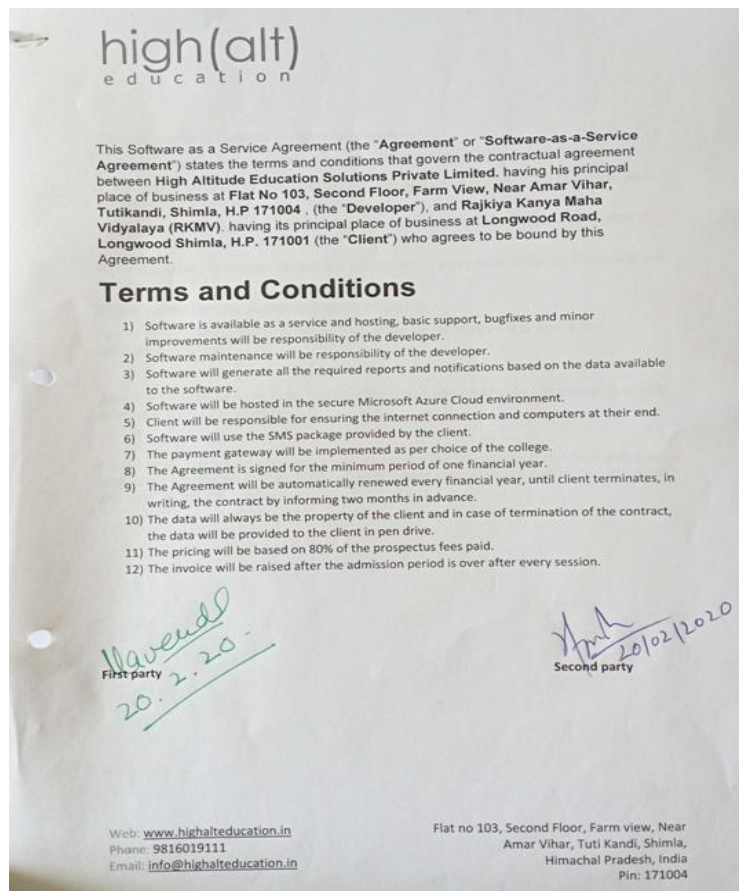 high(alt)
education
This Software as a Service Agreement (the "Agreement" or "Software-as-a-Service
Agreement") states the terms and conditions that govern the contractual agreement
between High Altitude Education Solutions Private Limited. having his principal
place of business at Flat No 103, Second Floor, Farm View, Near Amar Vihar,
Tutikandi, Shimla, H.P 171004 , (the "Developer"), and Rajkiya Kanya Maha
Vidyalaya (RKMV). having its principal place of business at Longwood Road,
Longwood Shimla, H.P. 171001 (the "Client") who agrees to be bound by this
Agreement.
Terms and Conditions
1) Software is available as a service and hosting, basic support, bugfixes and minor
improvements will be responsibility of the developer.
2) Software maintenance will be responsibility of the developer.
3) Software will generate all the required reports and notifications based on the data available
to the software.
4) Software will be hosted in the secure Microsoft Azure Cloud environment.
5) Client will be responsible for ensuring the internet connection and computers at their end.
6) Software will use the SMS package provided by the client.
7) The payment gateway will be implemented as per choice of the college.
8) The Agreement is signed for the minimum period of one financial year.
9) The Agreement will be automatically renewed every financial year, until client terminates, in
writing, the contract by informing two months in advance.
10) The data will always be the property of the client and in case of termination of the contract,
the data will be provided to the client in pen drive.
11) The pricing will be based on 80% of the prospectus fees paid.
12) The invoice will be raised after the admission period is over after every session.
First party
20.2.20.
20/02/2020
Second party
Web: www.highalteducation.in
Phone: 9816019111
Email: info@highalteducation.in
Flat no 103, Second Floor, Farm view, Near
Amar Vihar, Tuti Kandi, Shimla,
Himachal Pradesh, India
Pin: 171004